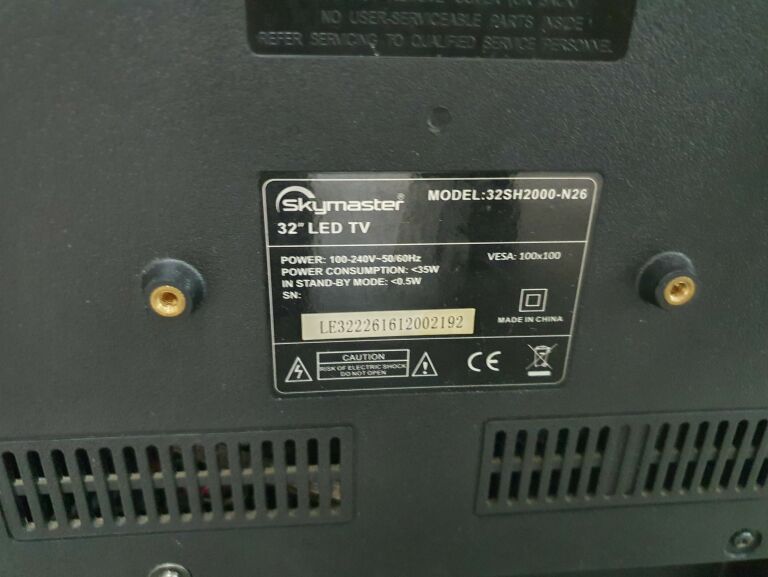 NO USER-SERVICEABLE PARTS INSIDE
REFER SERVICING TO QUALIFIED SERVICE PERSONNEL
Skymaster®
MODEL:32SH2000-N26
32" LED TV
POWER: 100-240V~50/60Hz
VESA: 100x100
POWER CONSUMPTION: <35W
IN STAND-BY MODE: <0.5W
SN:
LE322261612002192
MADE IN CHINA
CAUTION
RISK OF ELECTRIC SHOCK
DO NOT OPEN
CE